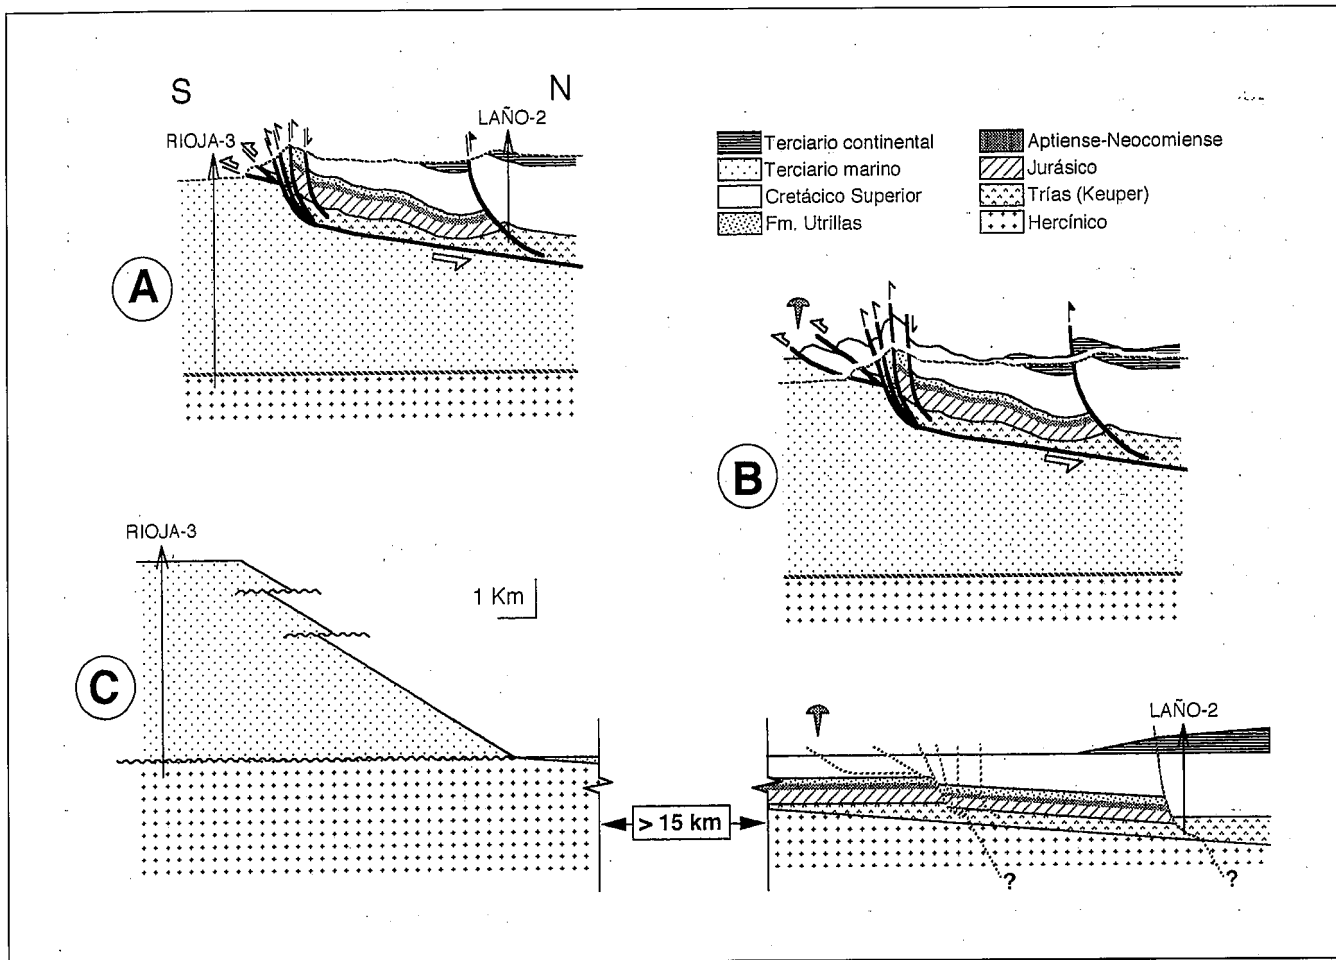 S
N
RIOJA-3
LAÑO-2
A
Terciario continental
Terciario marino
Cretácico Superior
Fm. Utrillas
Aptiense-Neocomiense
Jurásico
Trías (Keuper)
Hercínico
B
RIOJA-3
1 Km
C
> 15 km
LAÑO-2
?
?